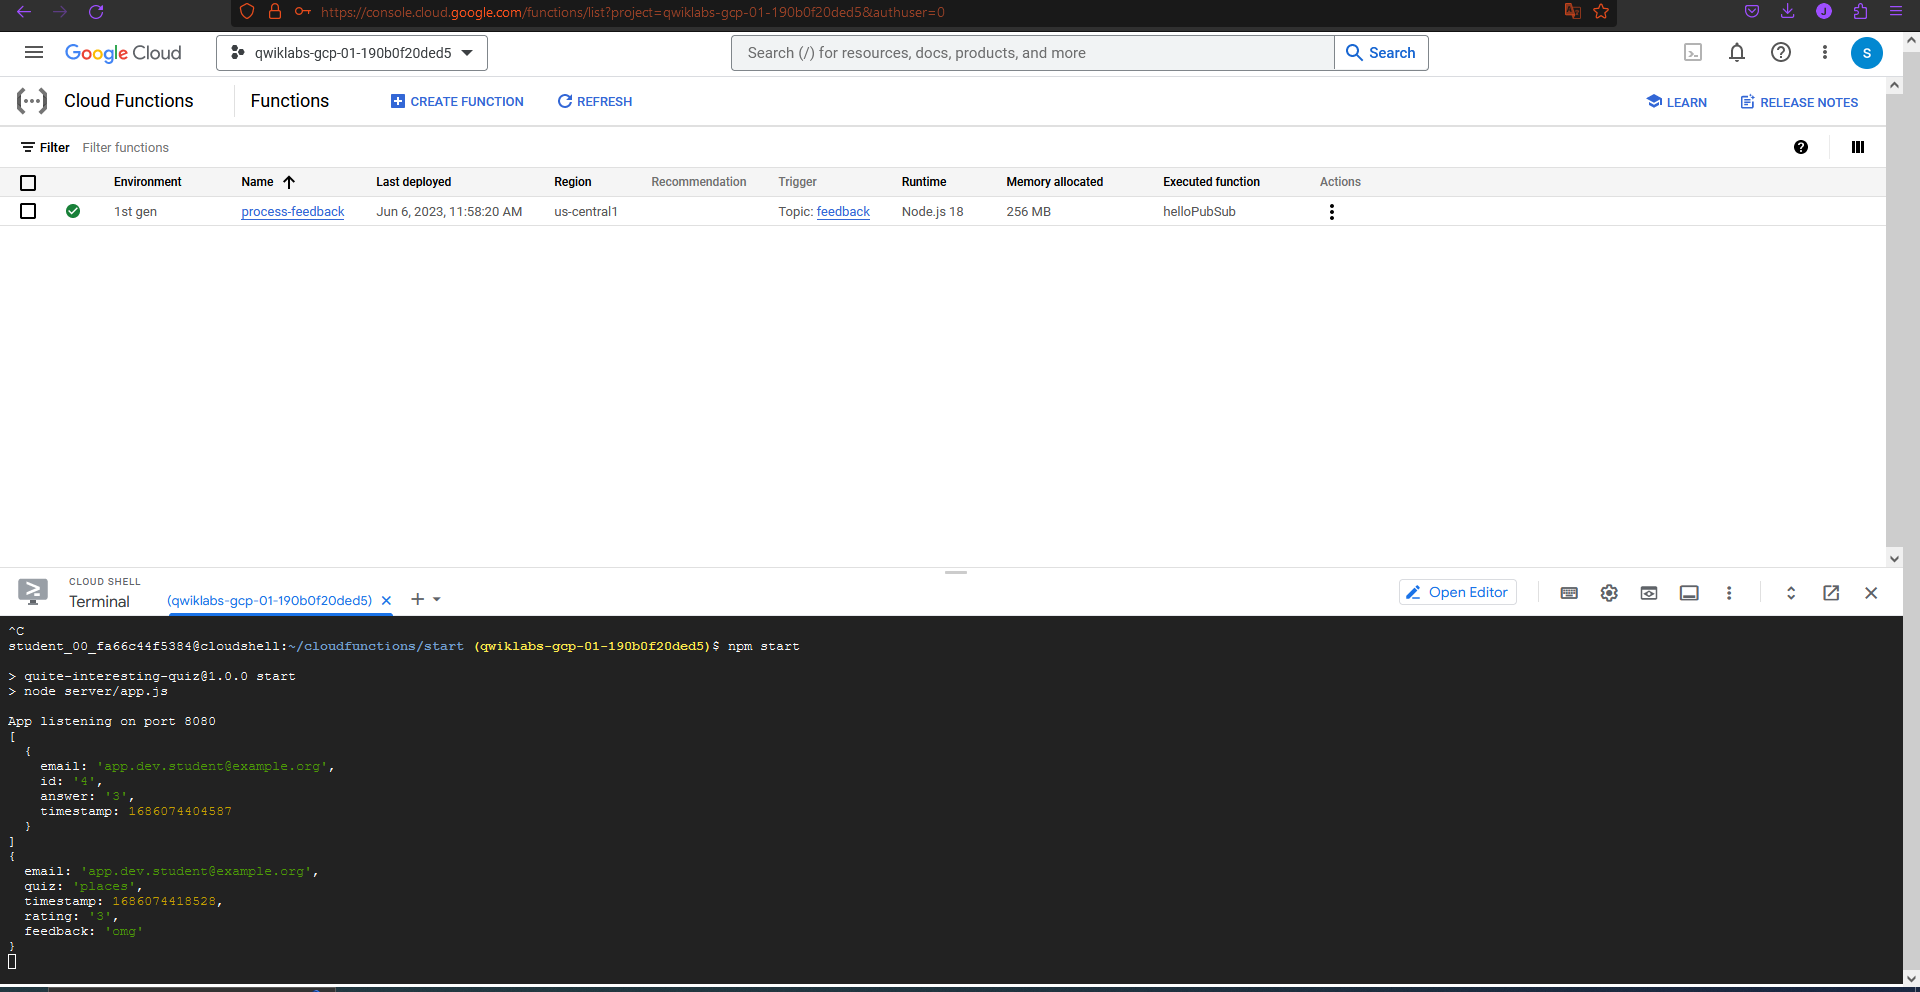 https://console.cloud.google.com/functions/list?project=qwiklabs-gcp-01-190b0f20ded5&authuser=0
J
Google Cloud
qwiklabs-gcp-01-190b0f20ded5
Search (/) for resources, docs, products, and more
Search
S
Cloud Functions
Functions
CREATE FUNCTION
REFRESH
LEARN
RELEASE NOTES
Filter Filter functions
Environment Name Last deployed Region Recommendation Trigger Runtime Memory allocated Executed function Actions
1st gen process-feedback Jun 6, 2023, 11:58:20 AM us-central1 Topic: feedback Node.js 18 256 MB helloPubSub
CLOUD SHELL
Terminal
(qwiklabs-gcp-01-190b0f20ded5)
Open Editor
^C
student_00_fa66c44f5384@cloudshell:~/cloudfunctions/start (qwiklabs-gcp-01-190b0f20ded5)$ npm start
> quite-interesting-quiz@1.0.0 start
> node server/app.js
App listening on port 8080
[
{
email: 'app.dev.student@example.org',
id: '4',
answer: '3',
timestamp: 1686074404587
}
]
{
email: 'app.dev.student@example.org',
quiz: 'places',
timestamp: 1686074418528,
rating: '3',
feedback: 'omg'
}